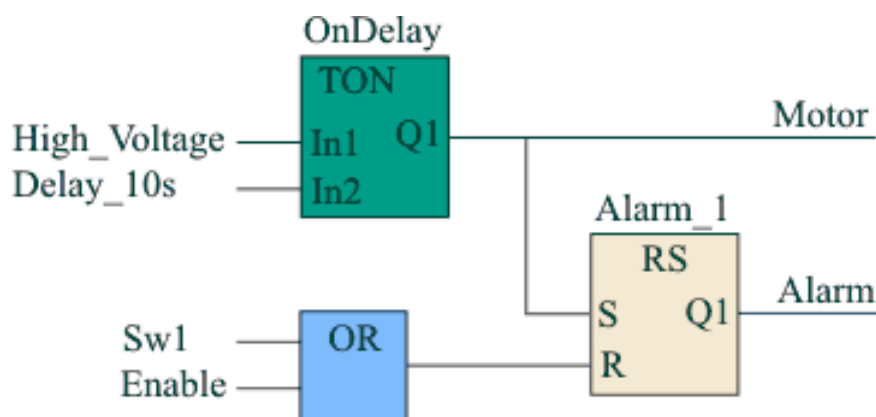 OnDelay
TON
High_Voltage In1 Q1 Motor
Delay_10s In2
Alarm_1
RS
S Q1 Alarm
Sw1 OR
R
Enable